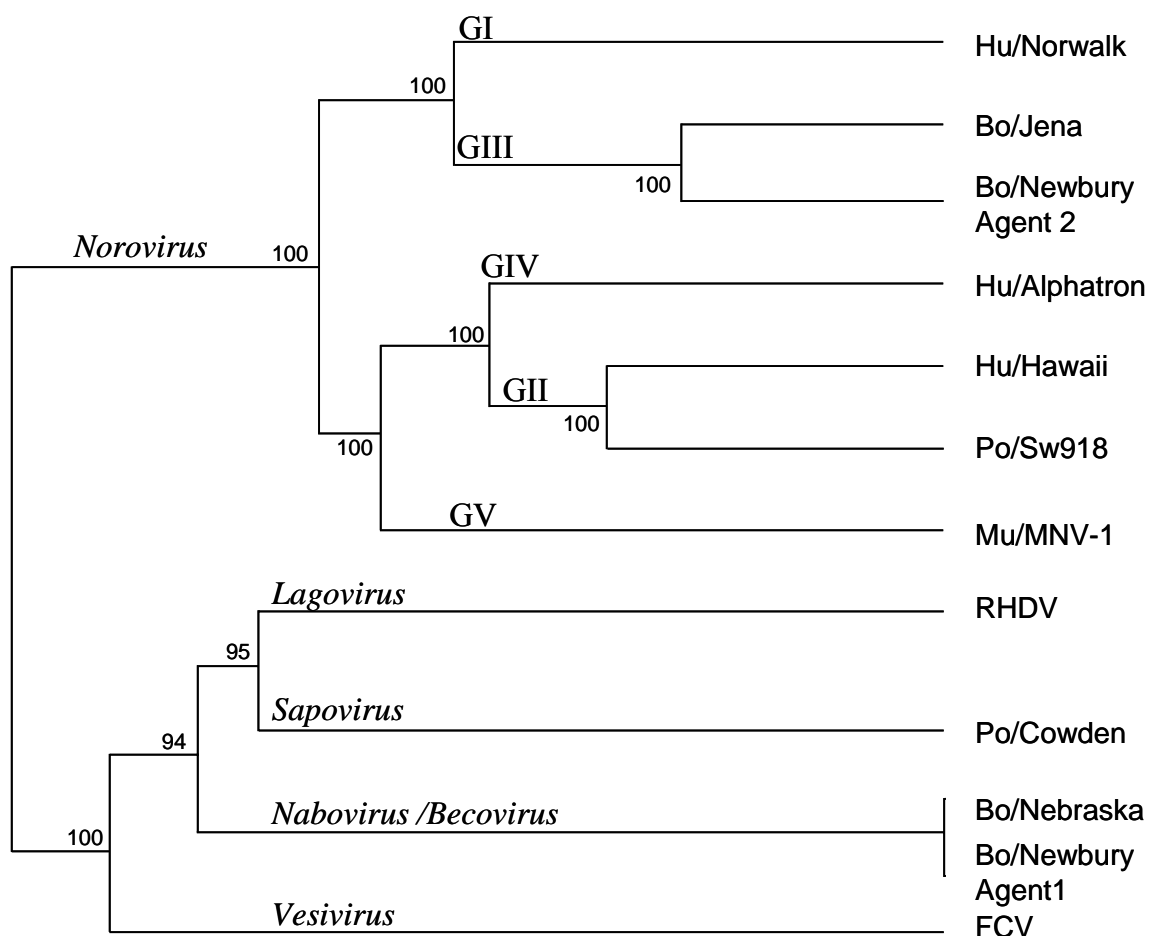 GI
Hu/Norwalk
100
Bo/Jena
GIII
100
Bo/Newbury
Agent 2
Norovirus
100
GIV
Hu/Alphatron
100
Hu/Hawaii
GII
100
100
Po/Sw918
GV
Mu/MNV-1
Lagovirus
RHDV
95
Sapovirus
Po/Cowden
94
Nabovirus /Becovirus
Bo/Nebraska
100
Bo/Newbury
Agent1
Vesivirus
FCV